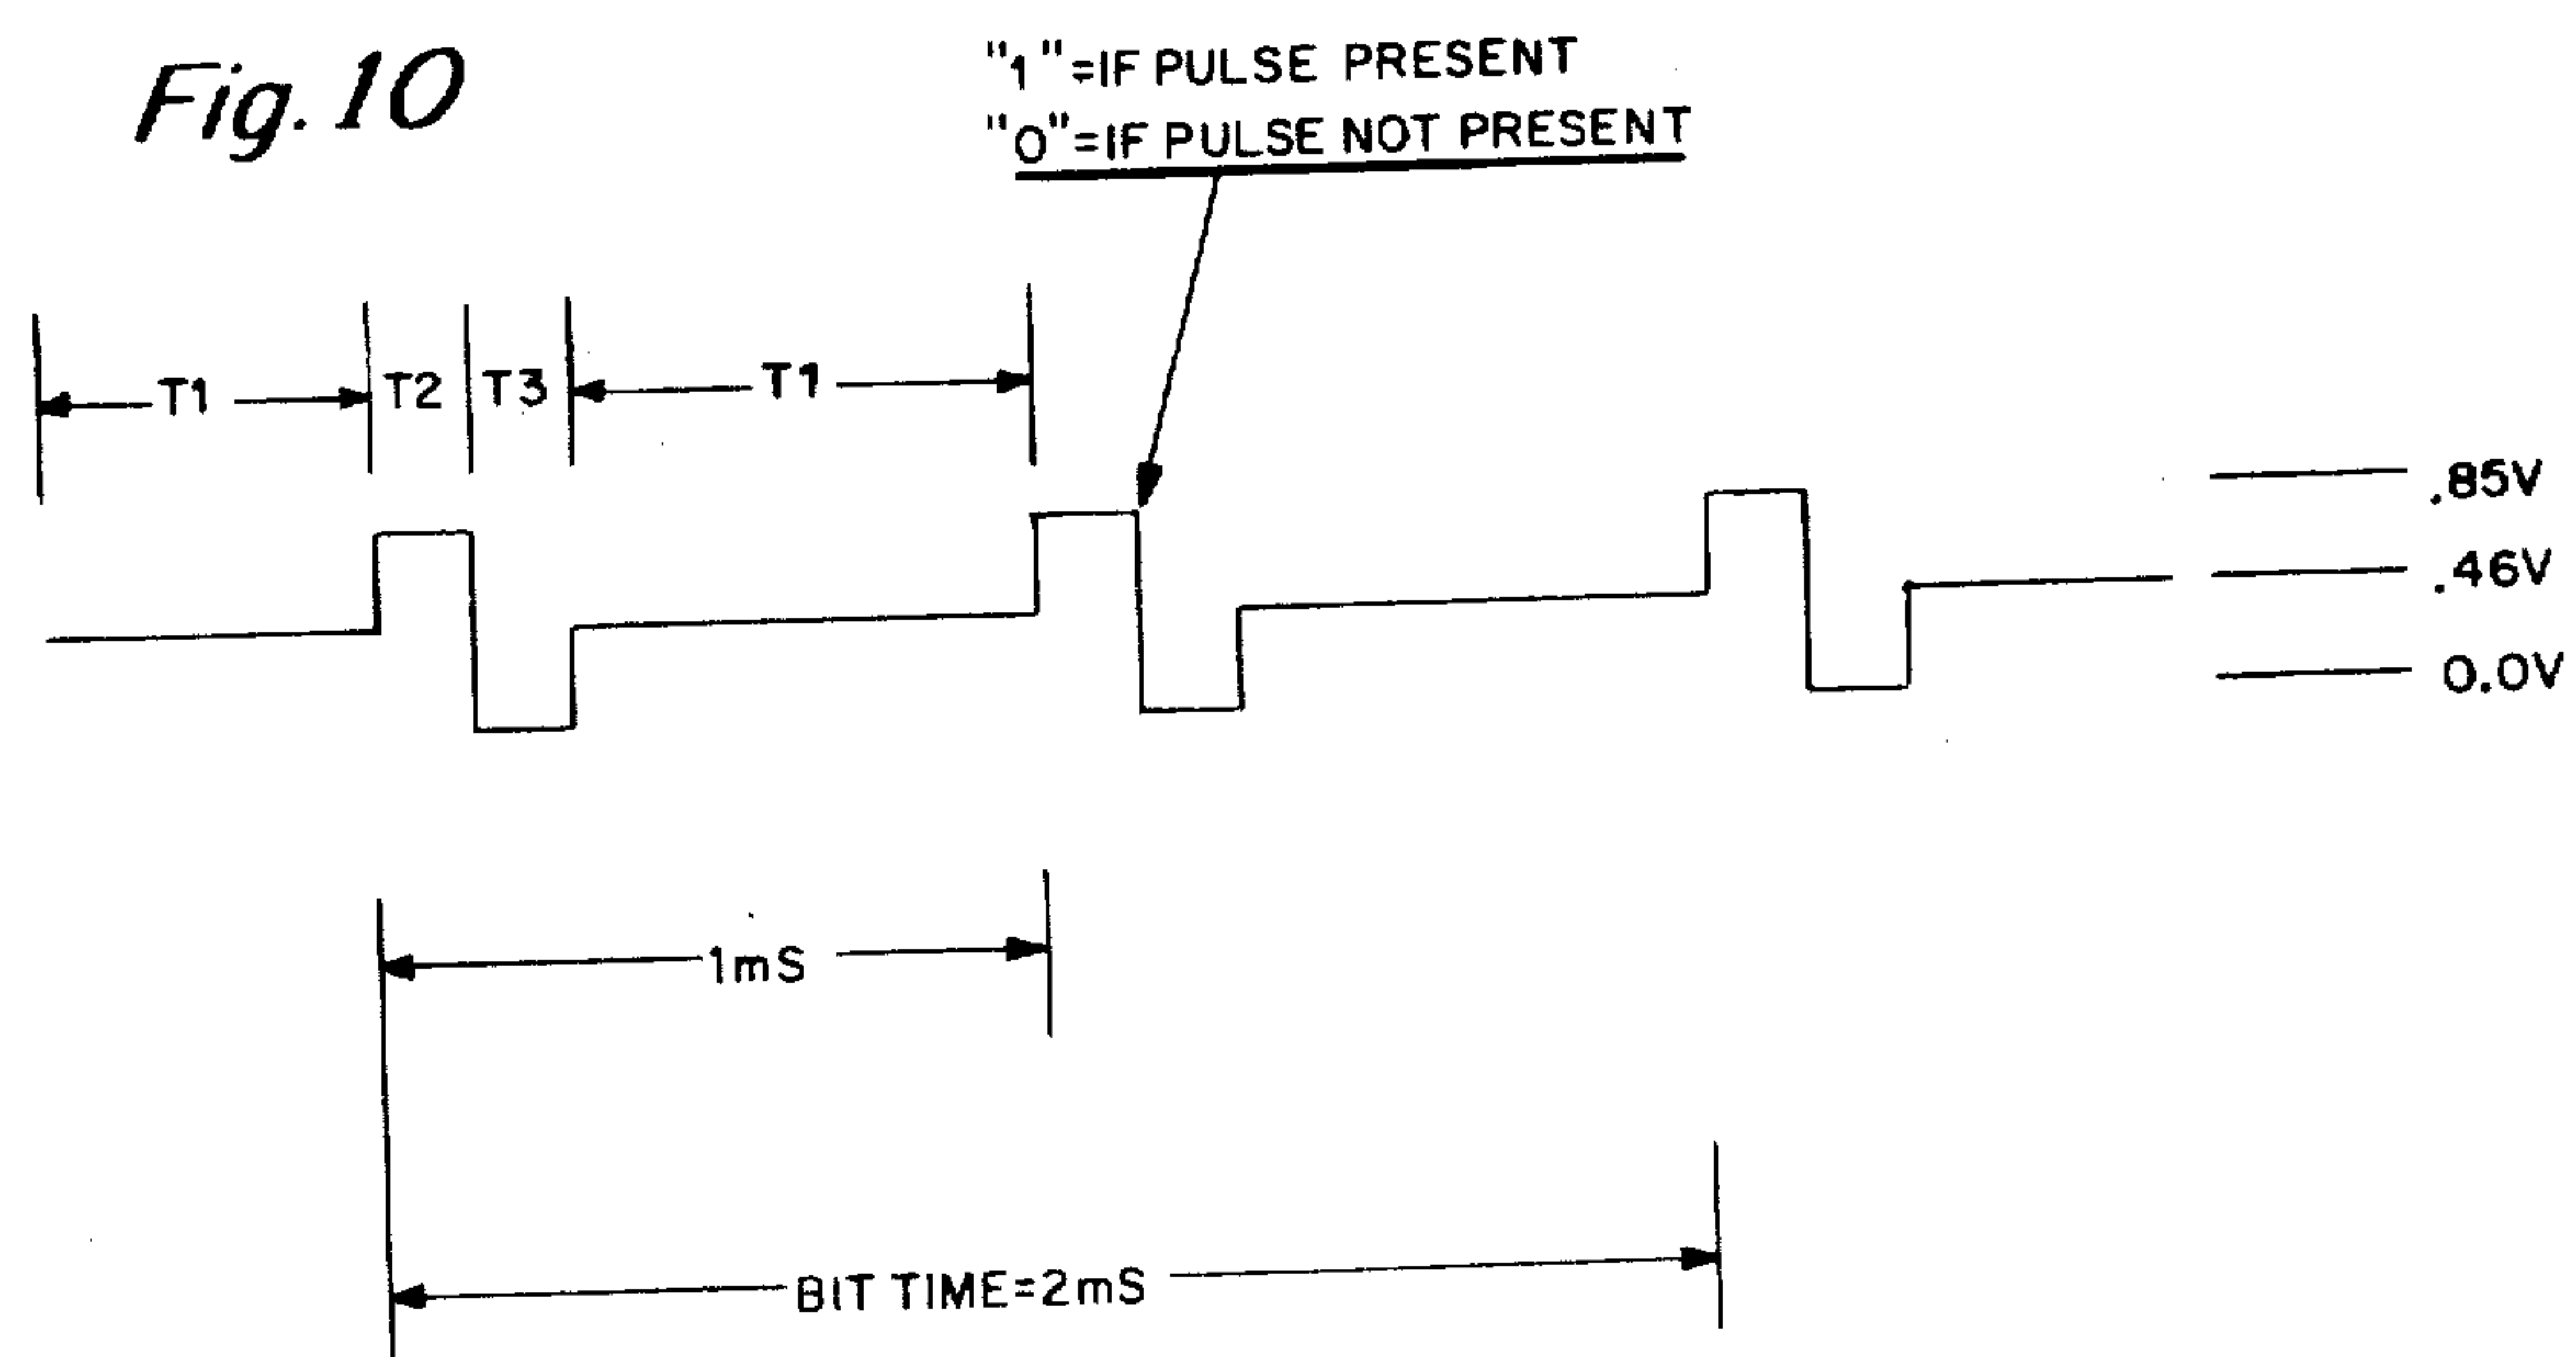 Fig. 10
"1"=IF PULSE PRESENT
"0"=IF PULSE NOT PRESENT
T1 T2 T3 T1
.85V
.46V
0.0V
1mS
BIT TIME=2mS